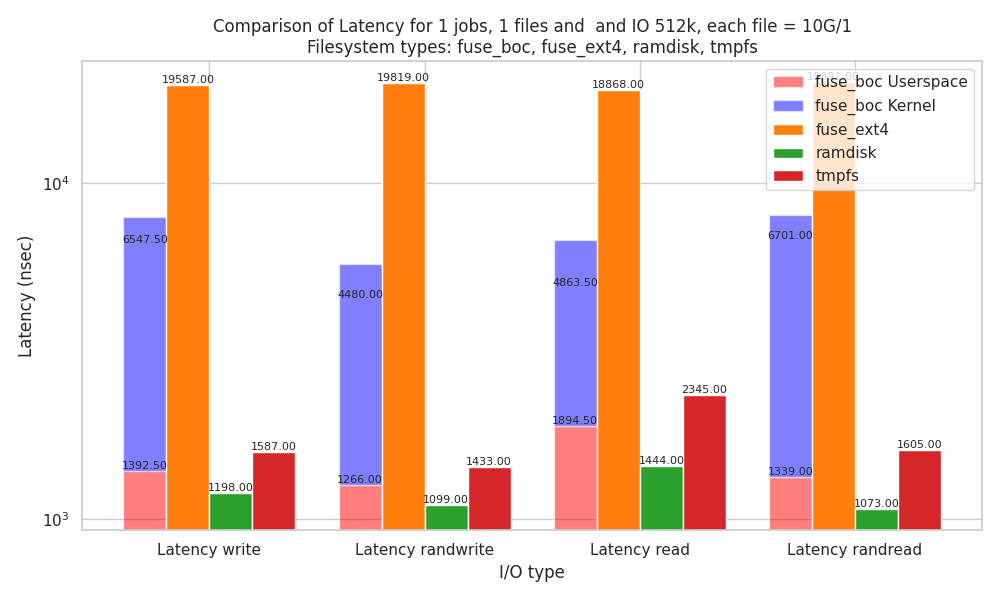 Comparison of Latency for 1 jobs, 1 files and  and IO 512k, each file = 10G/1
Filesystem types: fuse_boc, fuse_ext4, ramdisk, tmpfs
Latency (nsec)
10⁴
10³
19587.00
19819.00
18868.00
6547.50
4480.00
4863.50
6701.00
1392.50
1266.00
1894.50
1339.00
1198.00
1099.00
1444.00
1073.00
1587.00
1433.00
2345.00
1605.00
fuse_boc Userspace
fuse_boc Kernel
fuse_ext4
ramdisk
tmpfs
Latency write
Latency randwrite
Latency read
Latency randread
I/O type